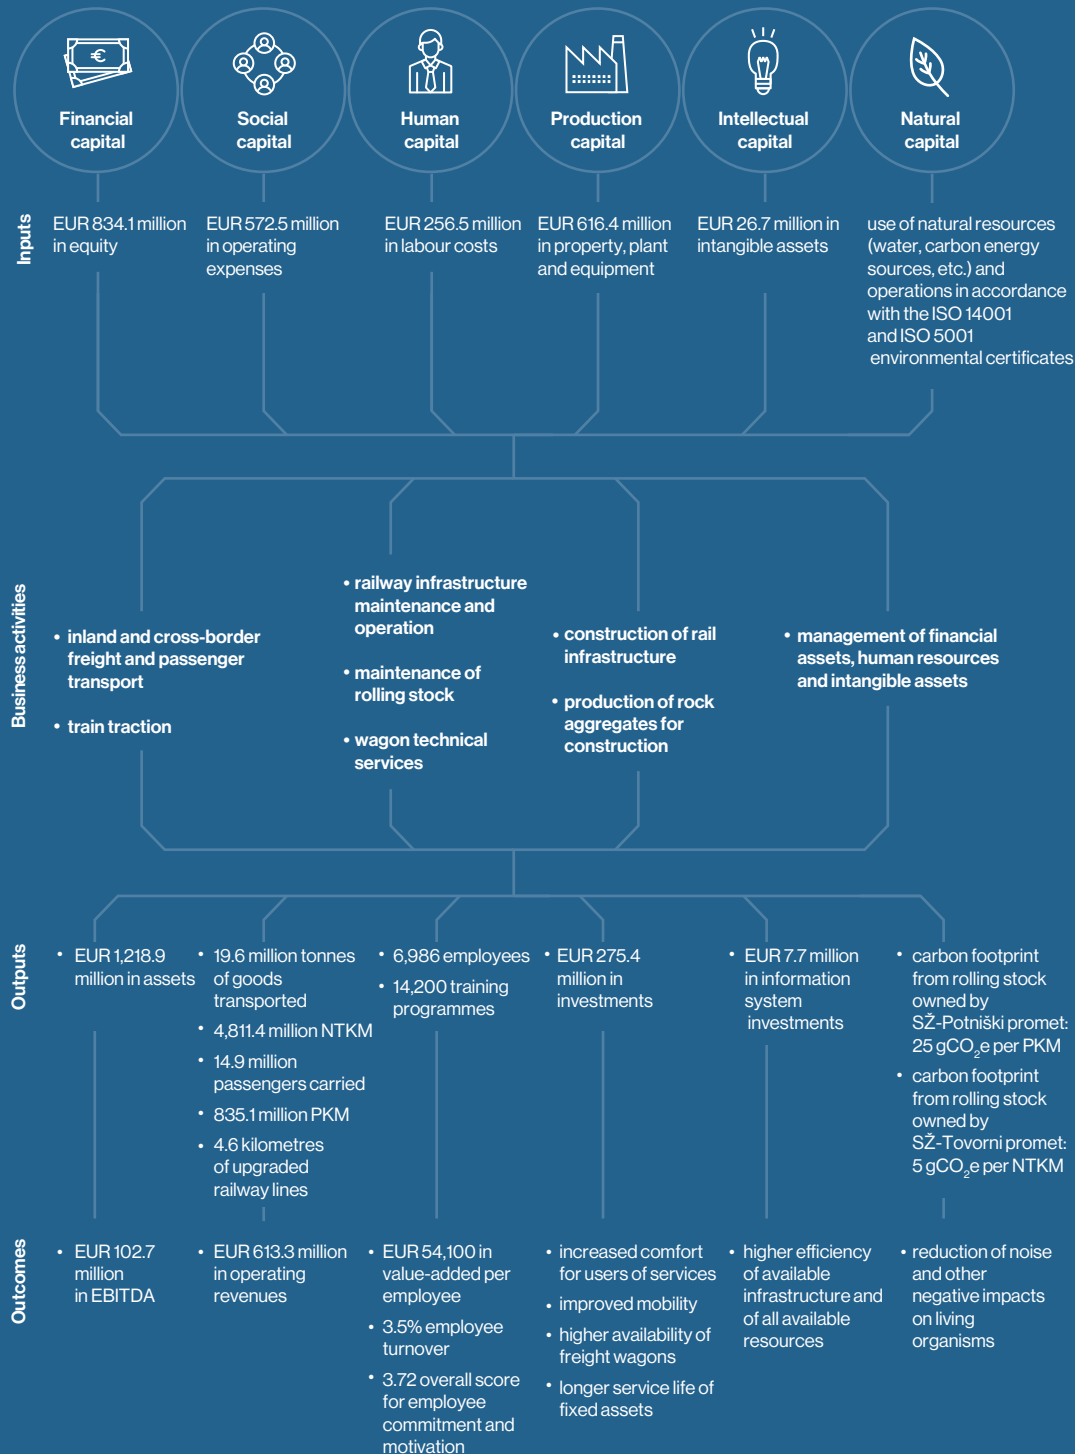 Financial
capital
Social
capital
Human
capital
Production
capital
Intellectual
capital
Natural
capital
Inputs
EUR 834.1 million
in equity
EUR 572.5 million
in operating
expenses
EUR 256.5 million
in labour costs
EUR 616.4 million
in property, plant
and equipment
EUR 26.7 million in
intangible assets
use of natural resources
(water, carbon energy
sources, etc.) and
operations in accordance
with the ISO 14001
and ISO 5001
environmental certificates
Business activities
• inland and cross-border
freight and passenger
transport
• train traction
• railway infrastructure
maintenance and
operation
• maintenance of
rolling stock
• wagon technical
services
• construction of rail
infrastructure
• production of rock
aggregates for
construction
• management of financial
assets, human resources
and intangible assets
Outputs
• EUR 1,218.9
million in assets
• 19.6 million tonnes
of goods
transported
• 4,811.4 million NTKM
• 14.9 million
passengers carried
• 835.1 million PKM
• 4.6 kilometres
of upgraded
railway lines
• 6,986 employees
• 14,200 training
programmes
• EUR 275.4
million in
investments
• EUR 7.7 million
in information
system
investments
• carbon footprint
from rolling stock
owned by
SŽ-Potniški promet:
25 gCO₂e per PKM
• carbon footprint
from rolling stock
owned by
SŽ-Tovorni promet:
5 gCO₂e per NTKM
Outcomes
• EUR 102.7
million
in EBITDA
• EUR 613.3 million
in operating
revenues
• EUR 54,100 in
value-added per
employee
• 3.5% employee
turnover
• 3.72 overall score
for employee
commitment and
motivation
• increased comfort
for users of services
• improved mobility
• higher availability of
freight wagons
• longer service life of
fixed assets
• higher efficiency
of available
infrastructure and
of all available
resources
• reduction of noise
and other
negative impacts
on living
organisms